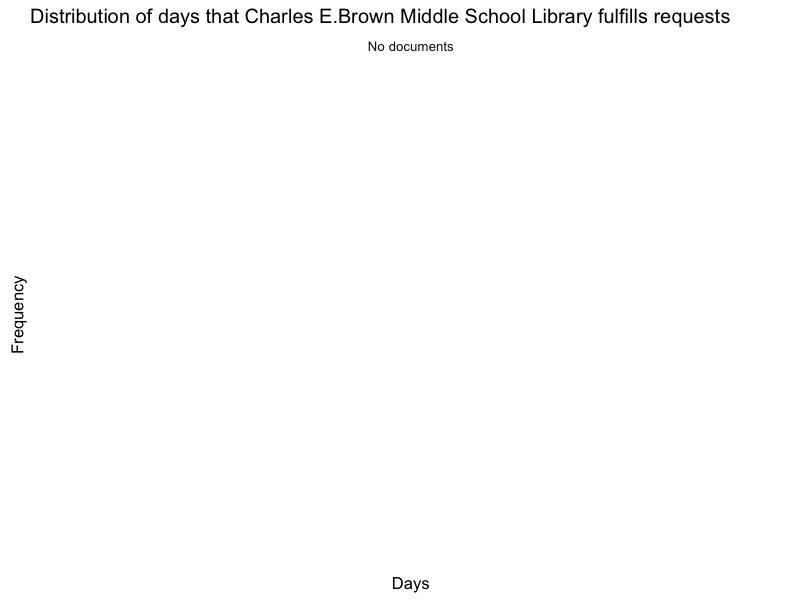 Distribution of days that Charles E.Brown Middle School Library fulfills requests
No documents
Frequency
Days